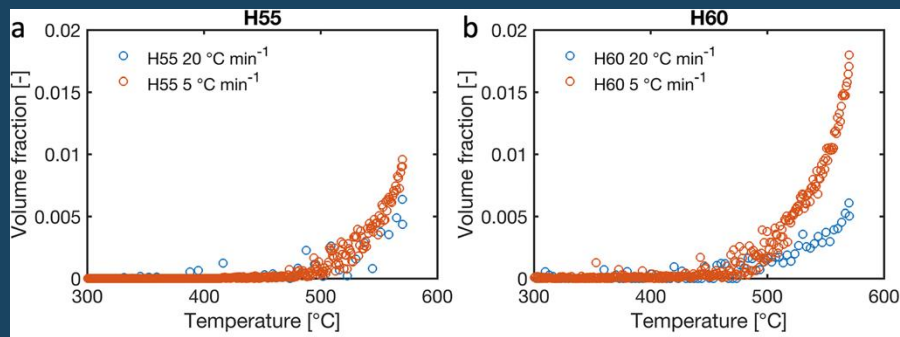 a
H55
0.02
0.015
0.01
0.005
0
Volume fraction [-]
H55 20 °C min⁻¹
H55 5 °C min⁻¹
300
400
500
600
Temperature [°C]
b
H60
0.02
0.015
0.01
0.005
0
Volume fraction [-]
H60 20 °C min⁻¹
H60 5 °C min⁻¹
300
400
500
600
Temperature [°C]